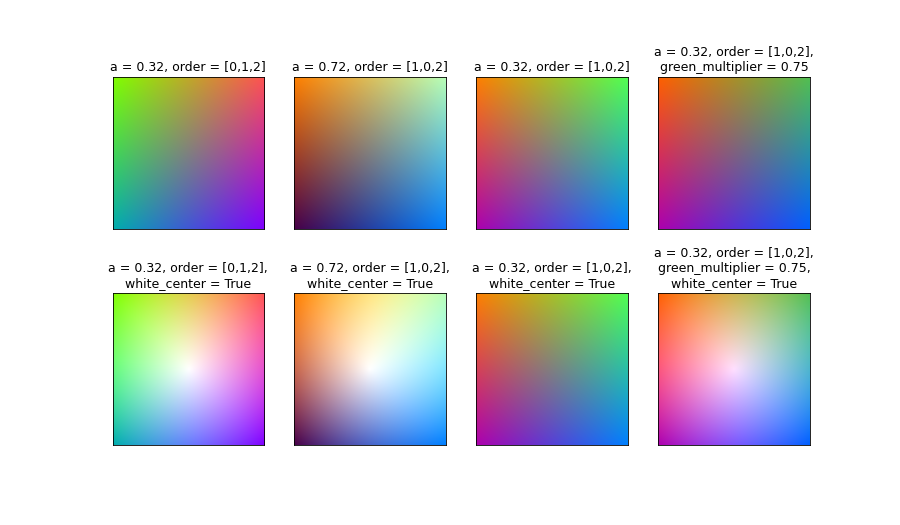 a = 0.32, order = [0,1,2]
a = 0.72, order = [1,0,2]
a = 0.32, order = [1,0,2]
a = 0.32, order = [1,0,2],
green_multiplier = 0.75
a = 0.32, order = [0,1,2],
white_center = True
a = 0.72, order = [1,0,2],
white_center = True
a = 0.32, order = [1,0,2],
white_center = True
a = 0.32, order = [1,0,2],
green_multiplier = 0.75,
white_center = True